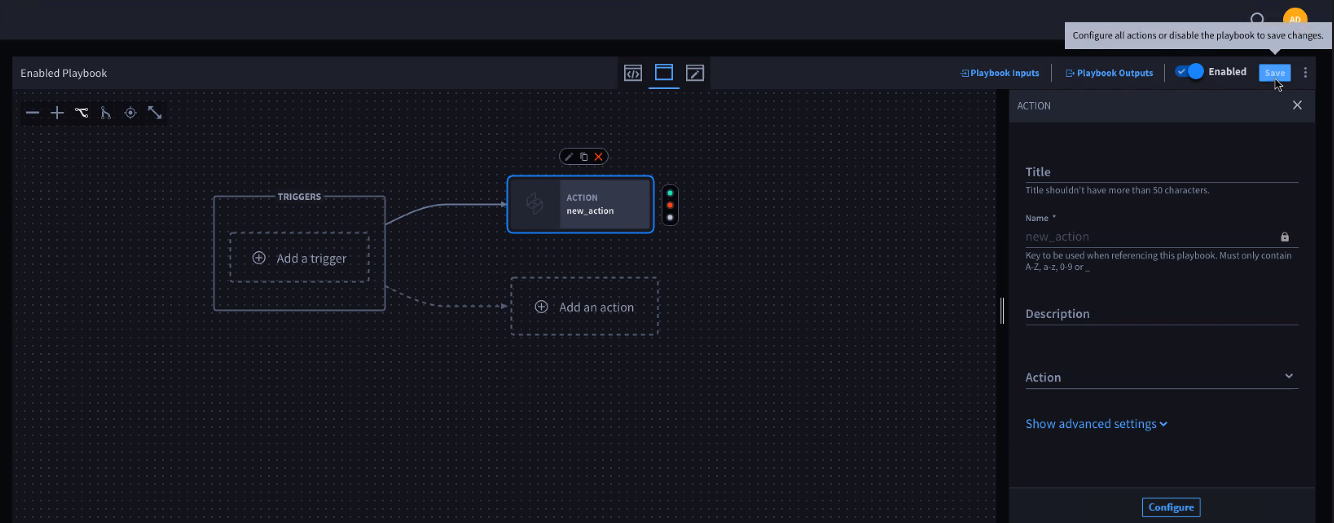 AD
Configure all actions or disable the playbook to save changes.
Enabled Playbook
Playbook Inputs
Playbook Outputs
Enabled
Save
ACTION
TRIGGERS
Add a trigger
ACTION
new_action
Add an action
Title
Title shouldn't have more than 50 characters.
Name *
new_action
Key to be used when referencing this playbook. Must only contain
A-Z, a-z, 0-9 or _
Description
Action
Show advanced settings
Configure